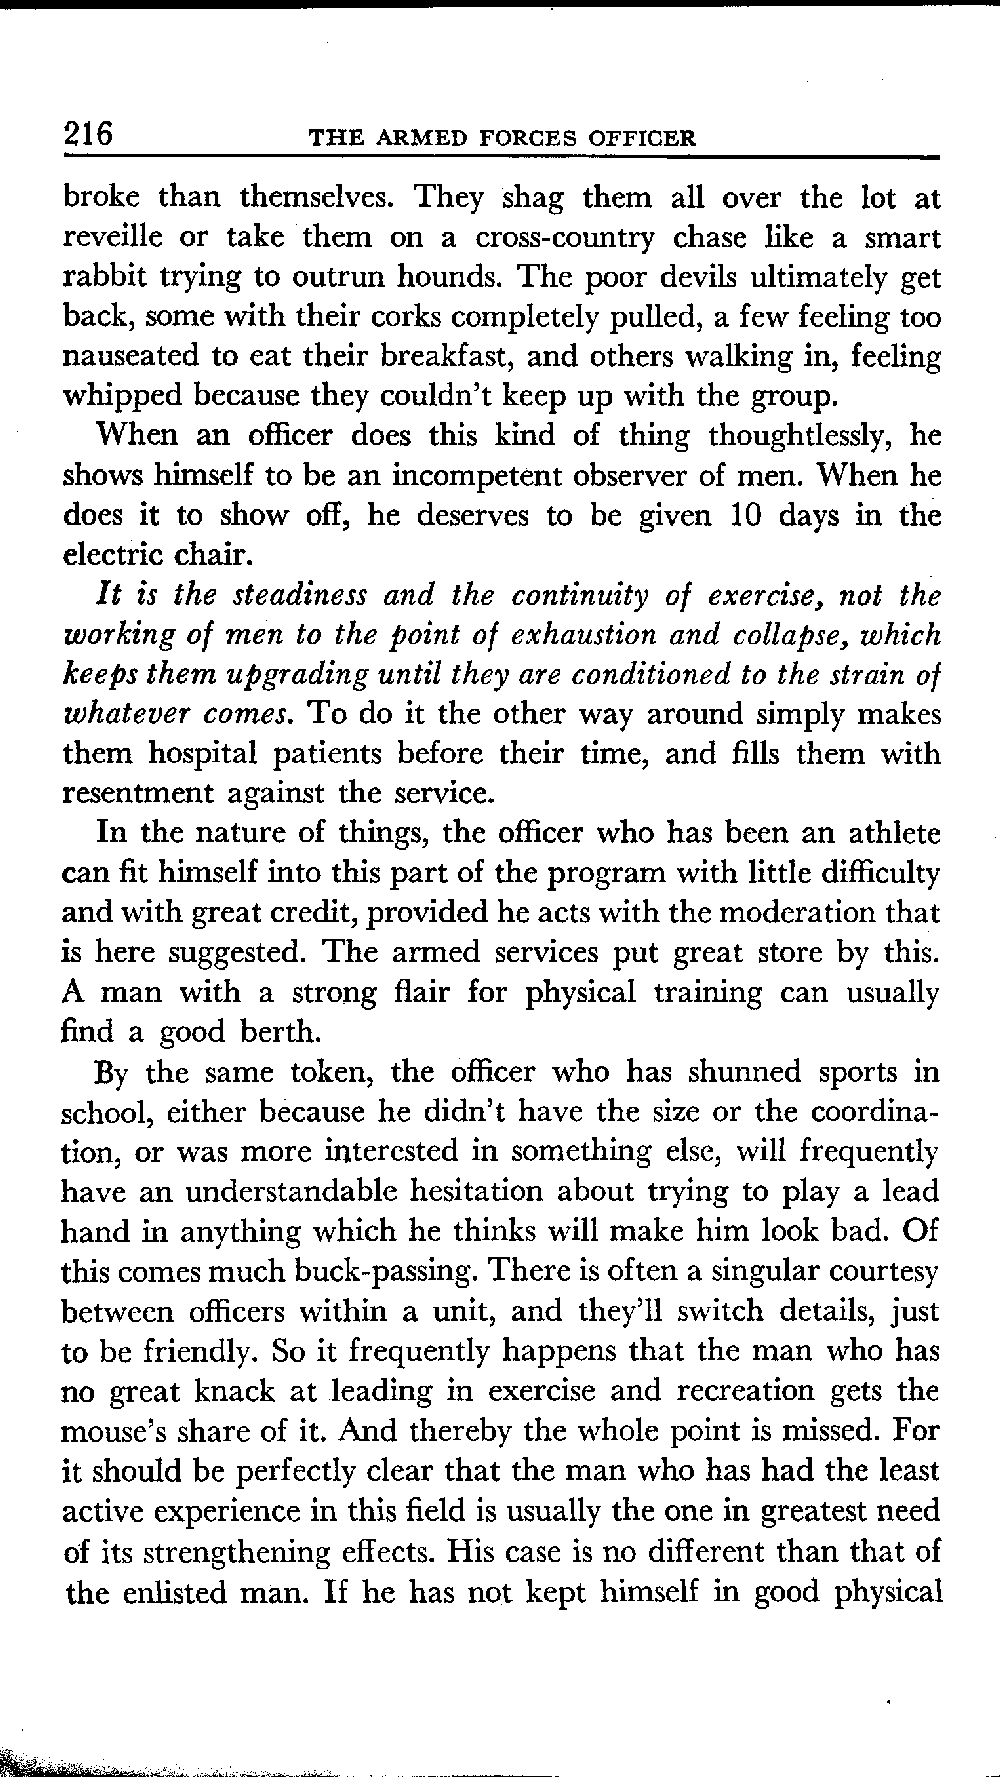 216 THE ARMED FORCES OFFICER
broke than themselves. They shag them all over the lot at
reveille or take them on a cross-country chase like a smart
rabbit trying to outrun hounds. The poor devils ultimately get
back, some with their corks completely pulled, a few feeling too
nauseated to eat their breakfast, and others walking in, feeling
whipped because they couldn't keep up with the group.
When an officer does this kind of thing thoughtlessly, he
shows himself to be an incompetent observer of men. When he
does it to show off, he deserves to be given 10 days in the
electric chair.
It is the steadiness and the continuity of exercise, not the
working of men to the point of exhaustion and collapse, which
keeps them upgrading until they are conditioned to the strain of
whatever comes. To do it the other way around simply makes
them hospital patients before their time, and fills them with
resentment against the service.
In the nature of things, the officer who has been an athlete
can fit himself into this part of the program with little difficulty
and with great credit, provided he acts with the moderation that
is here suggested. The armed services put great store by this.
A man with a strong flair for physical training can usually
find a good berth.
By the same token, the officer who has shunned sports in
school, either because he didn't have the size or the coordina-
tion, or was more interested in something else, will frequently
have an understandable hesitation about trying to play a lead
hand in anything which he thinks will make him look bad. Of
this comes much buck-passing. There is often a singular courtesy
between officers within a unit, and they'll switch details, just
to be friendly. So it frequently happens that the man who has
no great knack at leading in exercise and recreation gets the
mouse's share of it. And thereby the whole point is missed. For
it should be perfectly clear that the man who has had the least
active experience in this field is usually the one in greatest need
of its strengthening effects. His case is no different than that of
the enlisted man. If he has not kept himself in good physical